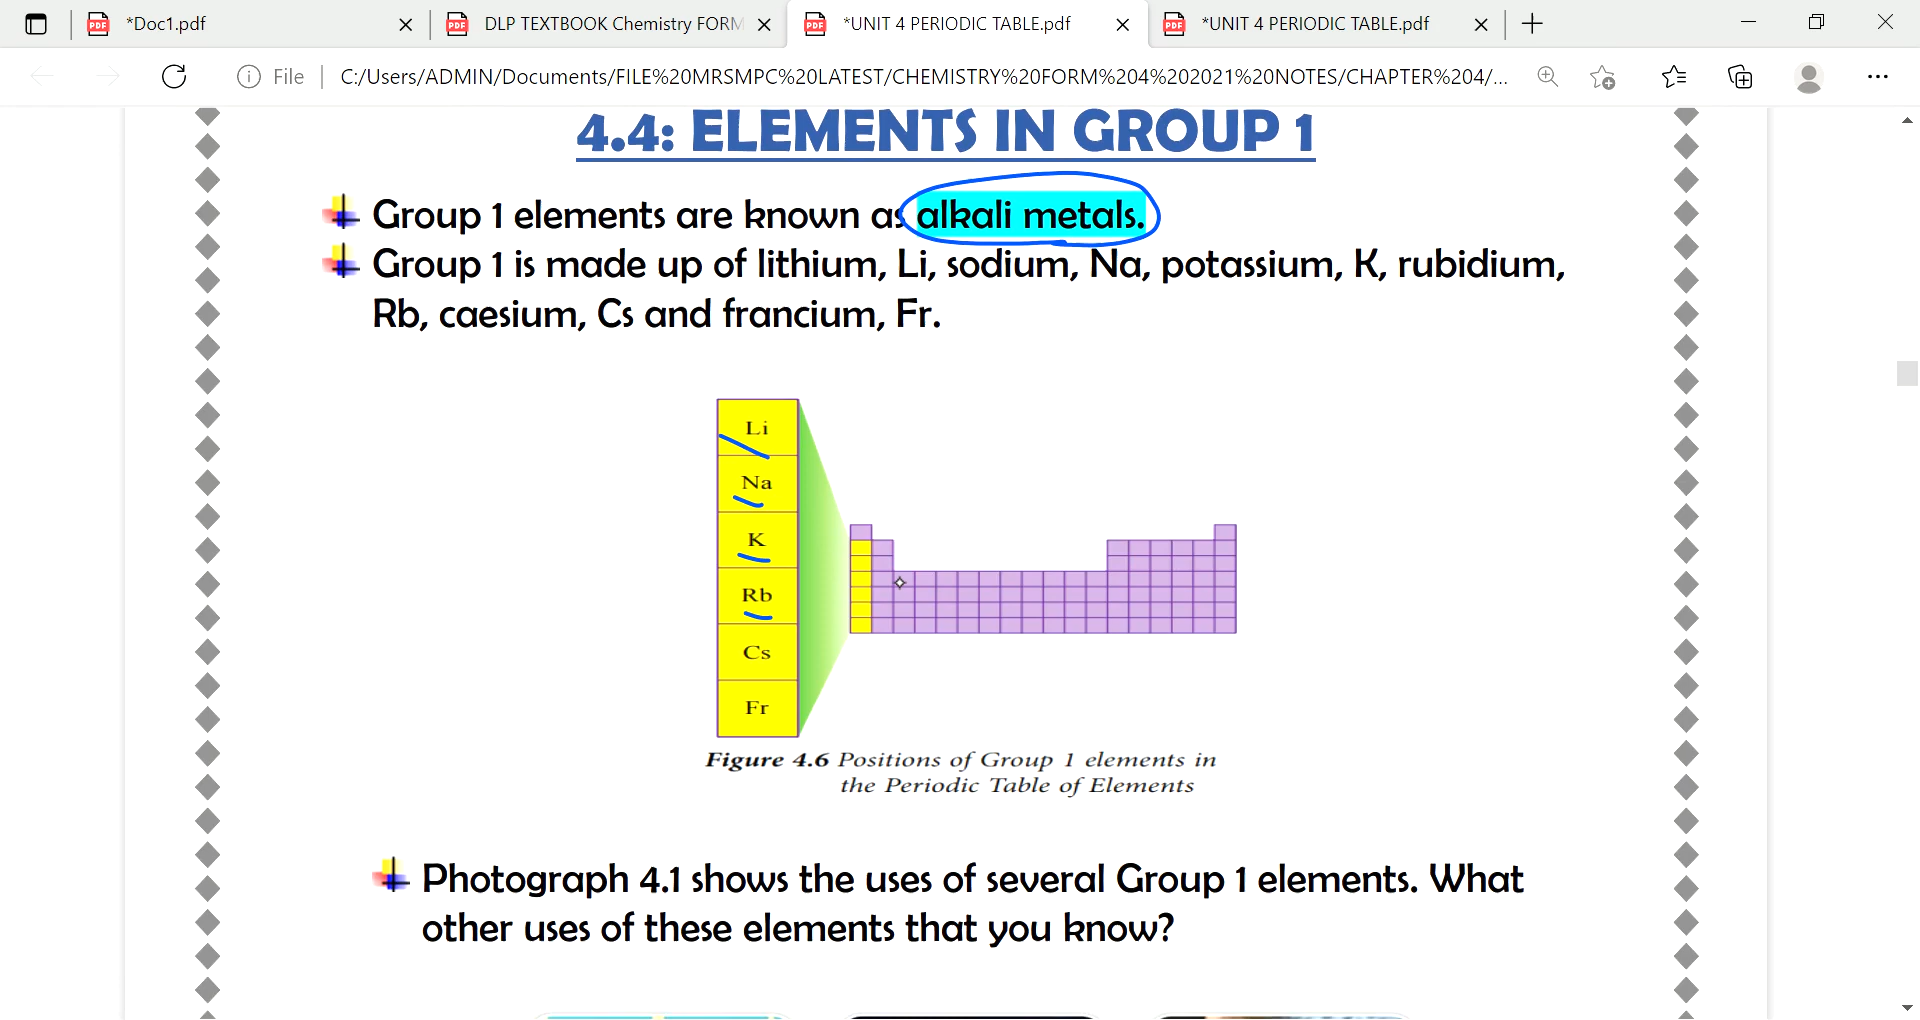 *Doc1.pdf
DLP TEXTBOOK Chemistry FORM
*UNIT 4 PERIODIC TABLE.pdf
*UNIT 4 PERIODIC TABLE.pdf
File
C:/Users/ADMIN/Documents/FILE%20MRSMPC%20LATEST/CHEMISTRY%20FORM%204%202021%20NOTES/CHAPTER%204/...
4.4: ELEMENTS IN GROUP 1
Group 1 elements are known as alkali metals.
Group 1 is made up of lithium, Li, sodium, Na, potassium, K, rubidium,
Rb, caesium, Cs and francium, Fr.
Li
Na
K
Rb
Cs
Fr
Figure 4.6 Positions of Group 1 elements in
the Periodic Table of Elements
Photograph 4.1 shows the uses of several Group 1 elements. What
other uses of these elements that you know?